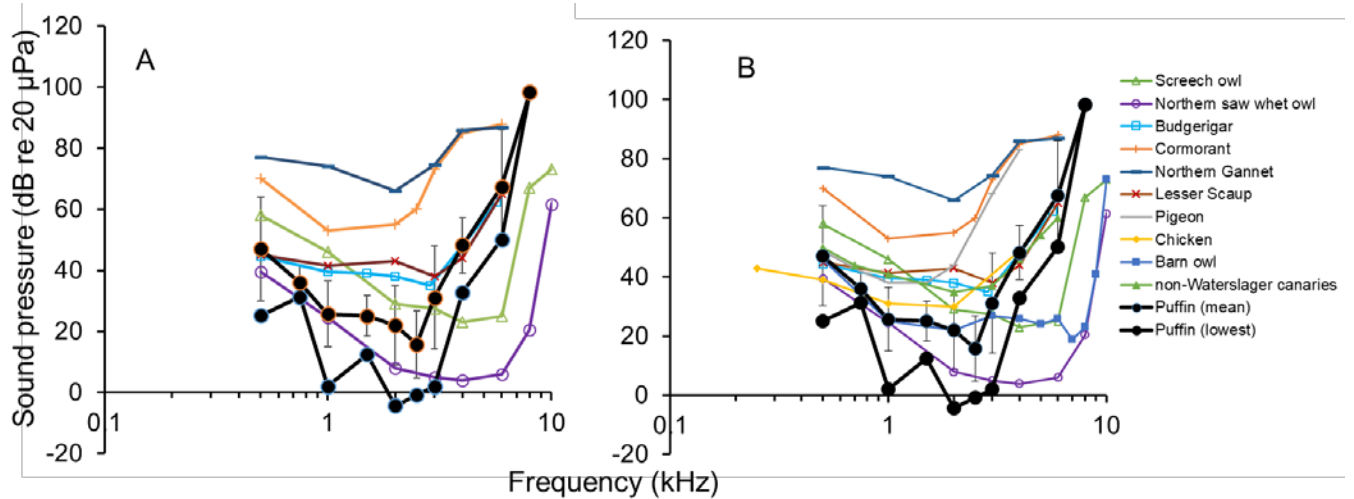 Sound pressure (dB re 20 µPa)
A
120
100
80
60
40
20
0
-20
0.1
1
10
B
120
100
80
60
40
20
0
-20
0.1
1
10
Screech owl
Northern saw whet owl
Budgerigar
Cormorant
Northern Gannet
Lesser Scaup
Pigeon
Chicken
Barn owl
non-Waterslager canaries
Puffin (mean)
Puffin (lowest)
Frequency (kHz)